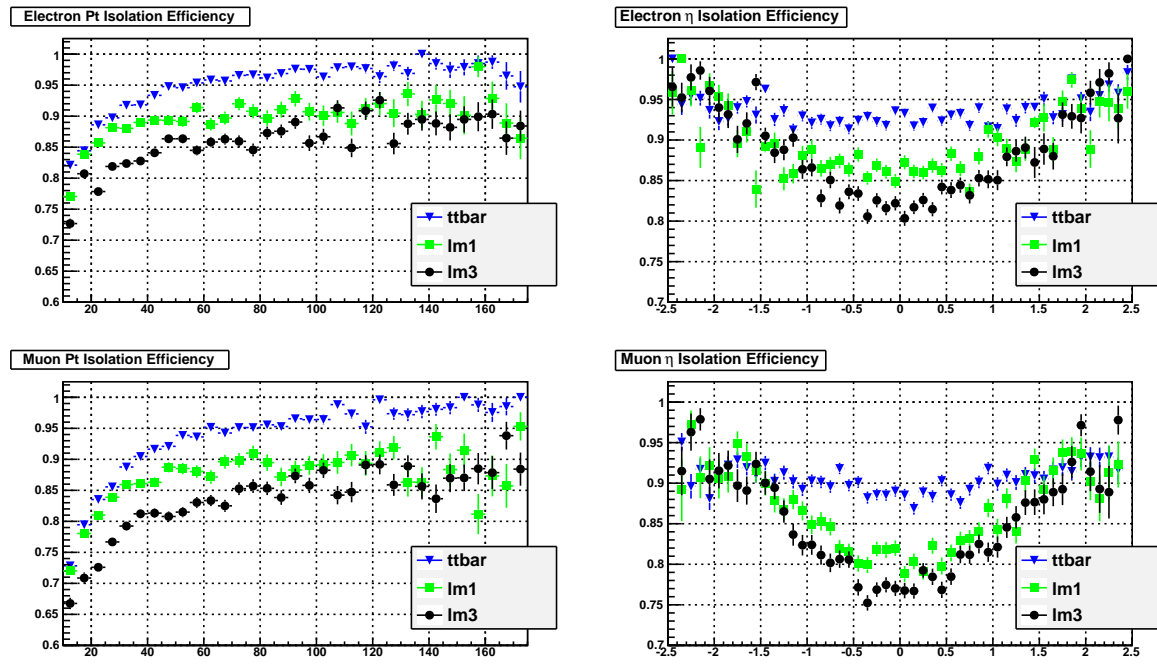 Electron Pt Isolation Efficiency
1
0.95
0.9
0.85
0.8
0.75
0.7
0.65
0.6
20 40 60 80 100 120 140 160
ttbar
lm1
lm3
Electron η Isolation Efficiency
1
0.95
0.9
0.85
0.8
0.75
0.7
-2.5 -2 -1.5 -1 -0.5 0 0.5 1 1.5 2 2.5
ttbar
lm1
lm3
Muon Pt Isolation Efficiency
1
0.95
0.9
0.85
0.8
0.75
0.7
0.65
0.6
20 40 60 80 100 120 140 160
ttbar
lm1
lm3
Muon η Isolation Efficiency
1
0.95
0.9
0.85
0.8
0.75
0.7
-2.5 -2 -1.5 -1 -0.5 0 0.5 1 1.5 2 2.5
ttbar
lm1
lm3